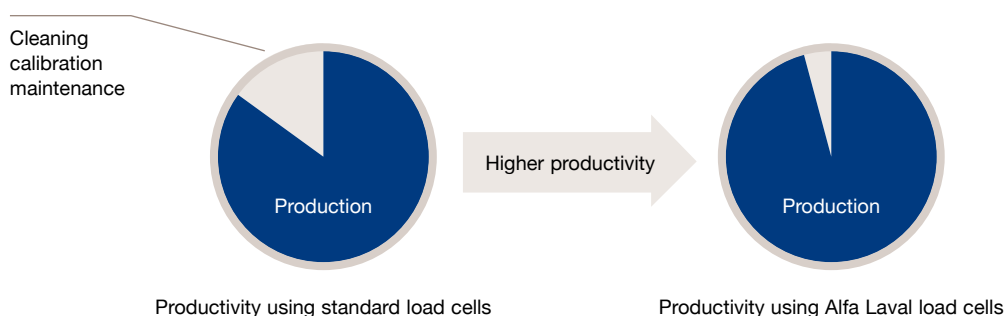 Cleaning
calibration
maintenance
Production
Higher productivity
Production
Productivity using standard load cells
Productivity using Alfa Laval load cells